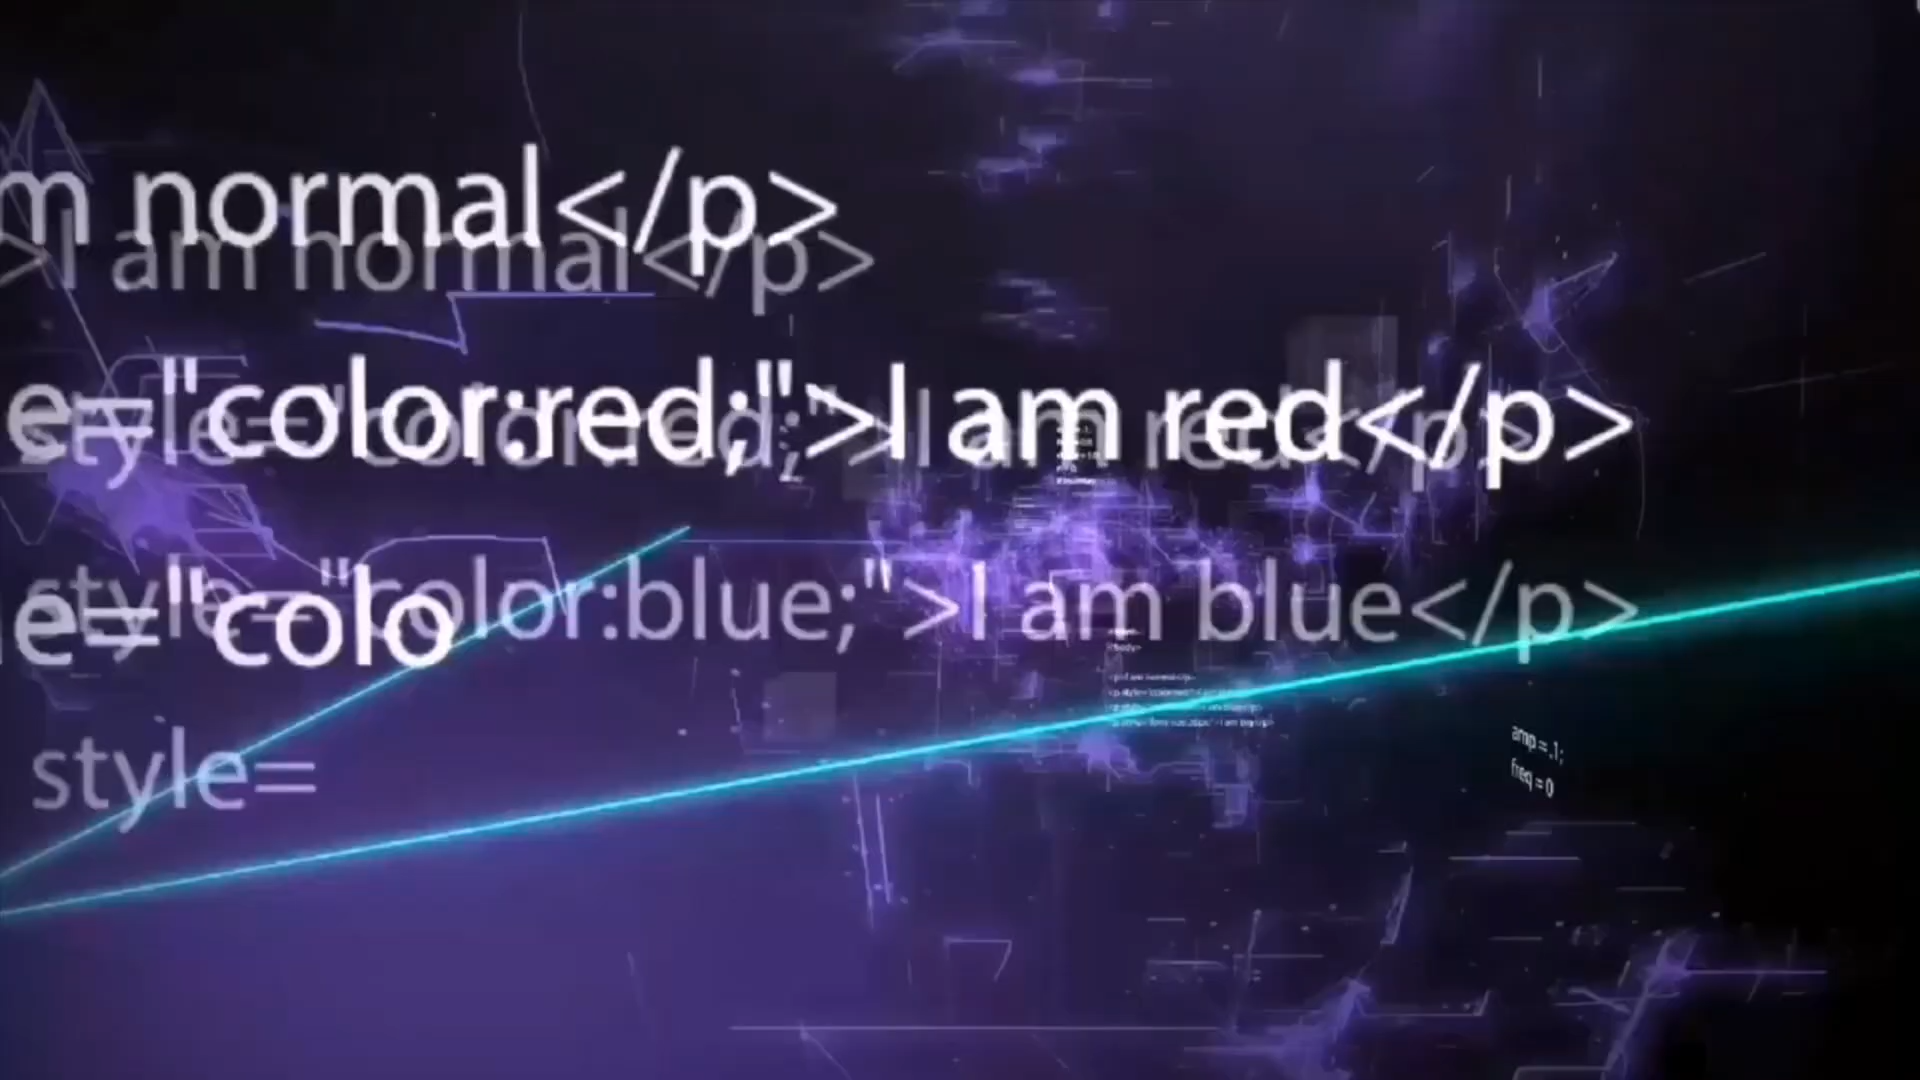 m normal</p>
>I am normal</p>
e="color:red;">I am red</p>
style="color:red;">I am red</p>
style="color:blue;">I am blue</p>
e="colo
style=
<body>
amp = .1;
freq = 0